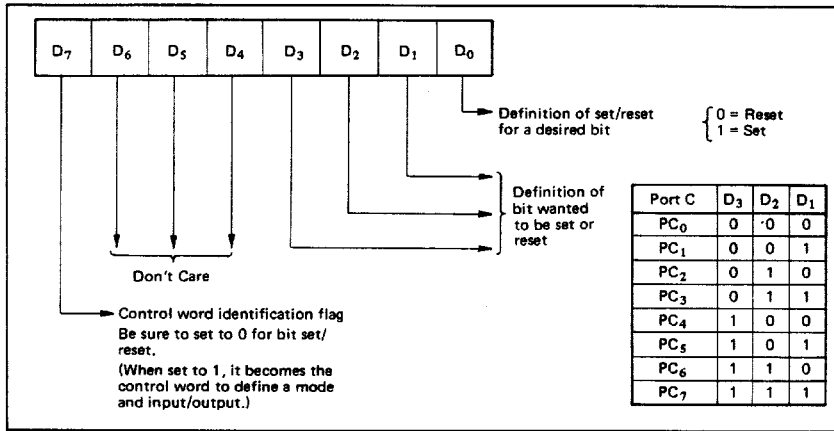 D₇ D₆ D₅ D₄ D₃ D₂ D₁ D₀
Definition of set/reset
for a desired bit
0 = Reset
1 = Set
Definition of
bit wanted
to be set or
reset
Don't Care
Control word identification flag
Be sure to set to 0 for bit set/
reset.
(When set to 1, it becomes the
control word to define a mode
and input/output.)
Port C D₃ D₂ D₁
PC₀ 0 0 0
PC₁ 0 0 1
PC₂ 0 1 0
PC₃ 0 1 1
PC₄ 1 0 0
PC₅ 1 0 1
PC₆ 1 1 0
PC₇ 1 1 1